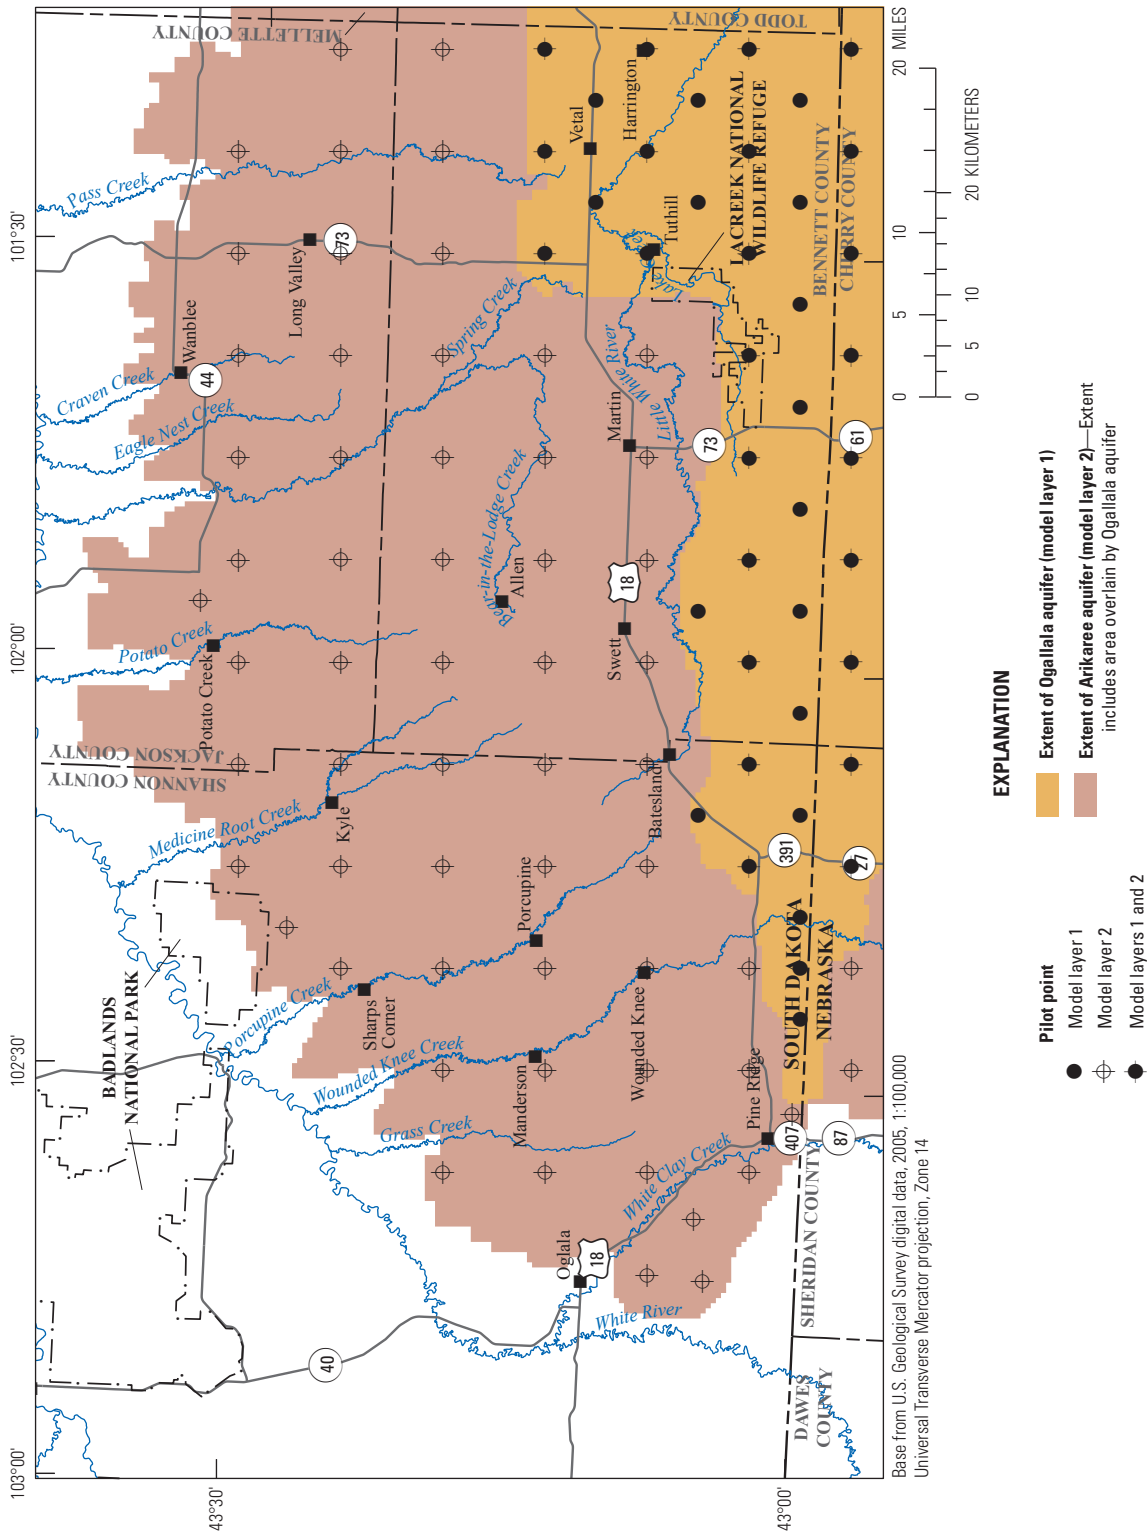 103°00'
102°30'
102°00'
101°30'
43°30'
43°00'
BADLANDS
NATIONAL PARK
SHANNON COUNTY
JACKSON COUNTY
MELLETTE COUNTY
TODD COUNTY
Potato Creek
Potato Creek
Eagle Nest Creek
Craven Creek
Wanblee
44
Pass Creek
Long Valley
73
Medicine Root Creek
Kyle
Porcupine Creek
Sharps
Corner
Wounded Knee Creek
Grass Creek
40
Manderson
Porcupine
Bear-in-the-Lodge Creek
Allen
Spring Creek
Oglala
18
White River
White Clay Creek
Wounded Knee
Batesland
Swett
18
Martin
Little White River
Vetal
Harrington
Tuthill
Lake Creek
LACREEK NATIONAL
WILDLIFE REFUGE
73
61
Pine Ridge
407
87
391
27
SOUTH DAKOTA
NEBRASKA
DAWES
COUNTY
SHERIDAN COUNTY
BENNETT COUNTY
CHERRY COUNTY
Base from U.S. Geological Survey digital data, 2005, 1:100,000
Universal Transverse Mercator projection, Zone 14
0 5 10 20 MILES
0 5 10 20 KILOMETERS
EXPLANATION
Extent of Ogallala aquifer (model layer 1)
Extent of Arikaree aquifer (model layer 2)—Extent
includes area overlain by Ogallala aquifer
Pilot point
Model layer 1
Model layer 2
Model layers 1 and 2